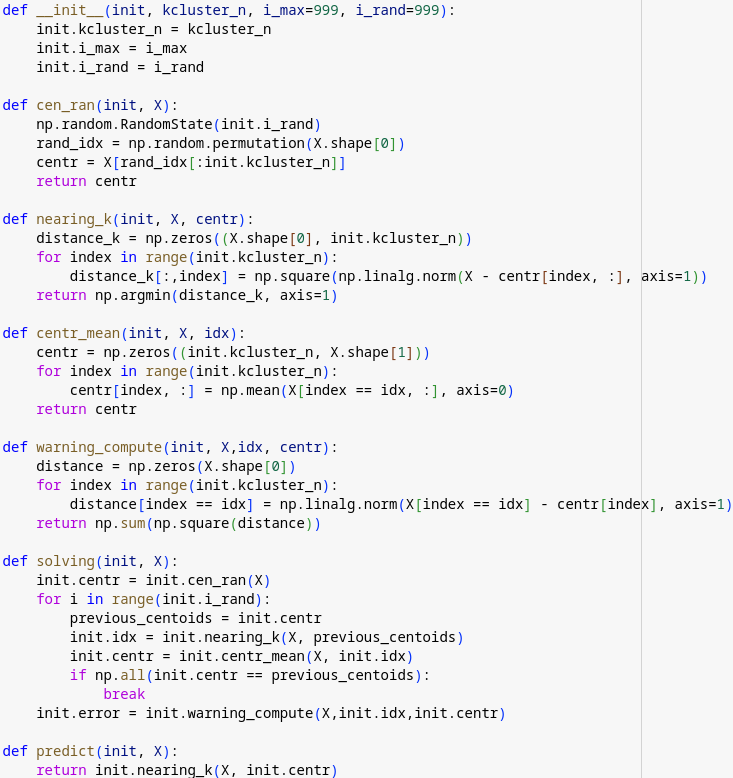 def __init__(init, kcluster_n, i_max=999, i_rand=999):
    init.kcluster_n = kcluster_n
    init.i_max = i_max
    init.i_rand = i_rand

def cen_ran(init, X):
    np.random.RandomState(init.i_rand)
    rand_idx = np.random.permutation(X.shape[0])
    centr = X[rand_idx[:init.kcluster_n]]
    return centr

def nearing_k(init, X, centr):
    distance_k = np.zeros((X.shape[0], init.kcluster_n))
    for index in range(init.kcluster_n):
        distance_k[:,index] = np.square(np.linalg.norm(X - centr[index, :], axis=1))
    return np.argmin(distance_k, axis=1)

def centr_mean(init, X, idx):
    centr = np.zeros((init.kcluster_n, X.shape[1]))
    for index in range(init.kcluster_n):
        centr[index, :] = np.mean(X[index == idx, :], axis=0)
    return centr

def warning_compute(init, X,idx, centr):
    distance = np.zeros(X.shape[0])
    for index in range(init.kcluster_n):
        distance[index == idx] = np.linalg.norm(X[index == idx] - centr[index], axis=1)
    return np.sum(np.square(distance))

def solving(init, X):
    init.centr = init.cen_ran(X)
    for i in range(init.i_rand):
        previous_centoids = init.centr
        init.idx = init.nearing_k(X, previous_centoids)
        init.centr = init.centr_mean(X, init.idx)
        if np.all(init.centr == previous_centoids):
            break
    init.error = init.warning_compute(X,init.idx,init.centr)

def predict(init, X):
    return init.nearing_k(X, init.centr)